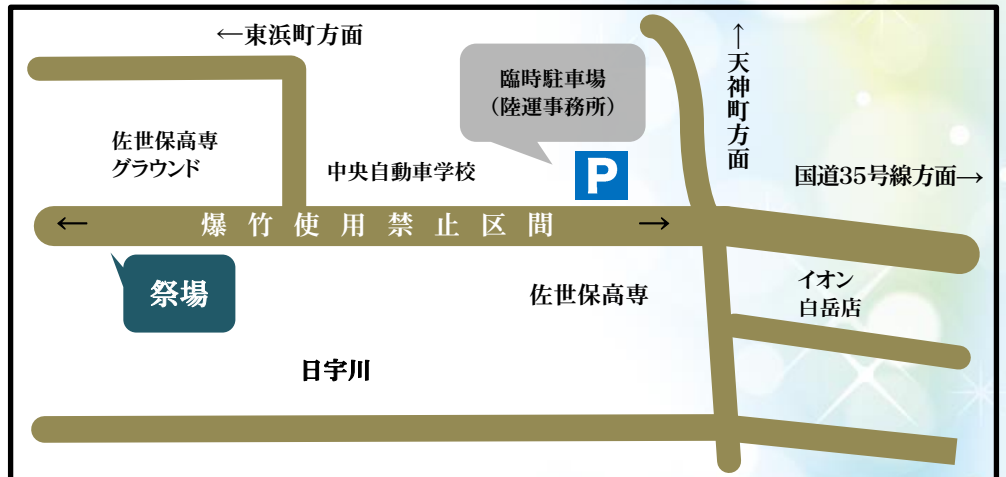 ←東浜町方面
↑天神町方面
臨時駐車場
（陸運事務所）
佐世保高専
グラウンド
中央自動車学校
P
国道35号線方面→
← 爆竹使用禁止区間 →
祭場
佐世保高専
イオン
白岳店
日宇川